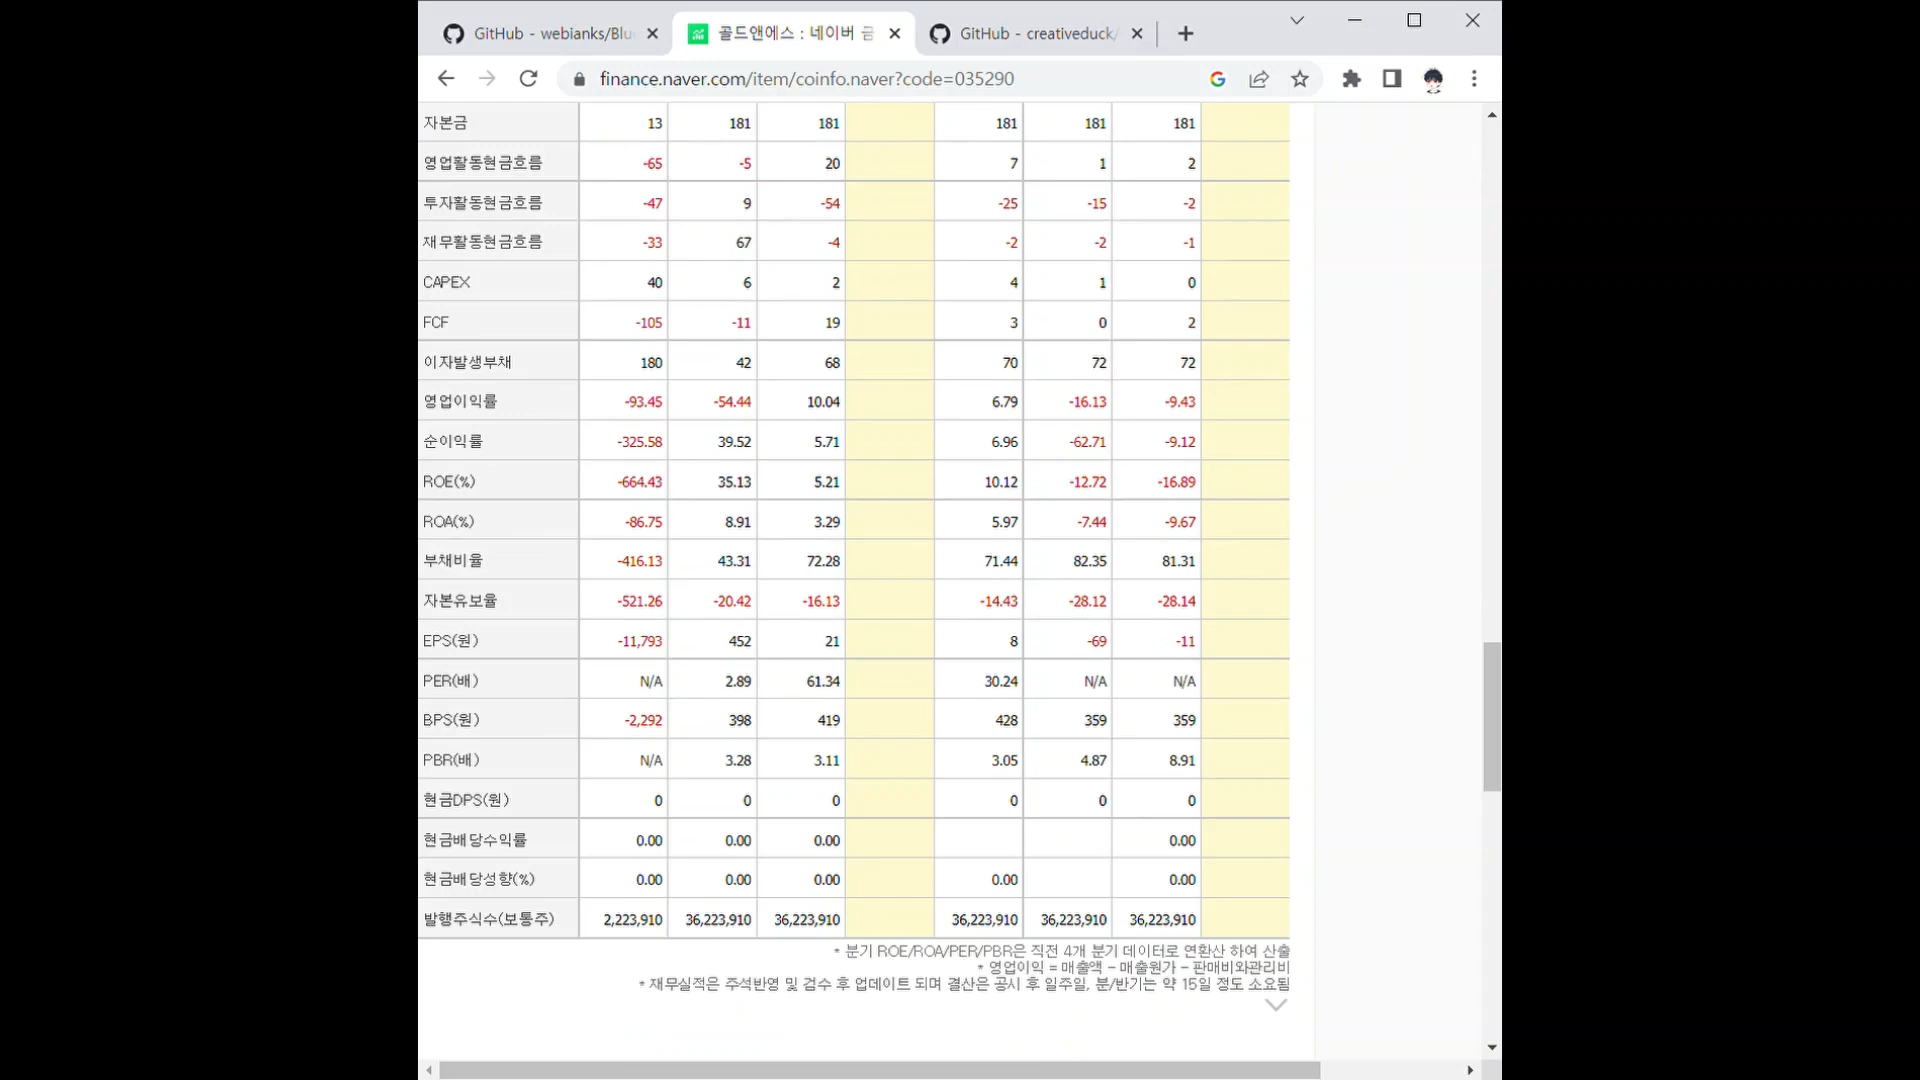 GitHub - webianks/Blu
골드앤에스 : 네이버 금
GitHub - creativeduck/
finance.naver.com/item/coinfo.naver?code=035290
자본금 13 181 181 181 181 181
영업활동현금흐름 -65 -5 20 7 1 2
투자활동현금흐름 -47 9 -54 -25 -15 -2
재무활동현금흐름 -33 67 -4 -2 -2 -1
CAPEX 40 6 2 4 1 0
FCF -105 -11 19 3 0 2
이자발생부채 180 42 68 70 72 72
영업이익률 -93.45 -54.44 10.04 6.79 -16.13 -9.43
순이익률 -325.58 39.52 5.71 6.96 -62.71 -9.12
ROE(%) -664.43 35.13 5.21 10.12 -12.72 -16.89
ROA(%) -86.75 8.91 3.29 5.97 -7.44 -9.67
부채비율 -416.13 43.31 72.28 71.44 82.35 81.31
자본유보율 -521.26 -20.42 -16.13 -14.43 -28.12 -28.14
EPS(원) -11,793 452 21 8 -69 -11
PER(배) N/A 2.89 61.34 30.24 N/A N/A
BPS(원) -2,292 398 419 428 359 359
PBR(배) N/A 3.28 3.11 3.05 4.87 8.91
현금DPS(원) 0 0 0 0 0 0
현금배당수익률 0.00 0.00 0.00 0.00
현금배당성향(%) 0.00 0.00 0.00 0.00 0.00
발행주식수(보통주) 2,223,910 36,223,910 36,223,910 36,223,910 36,223,910 36,223,910
* 분기 ROE/ROA/PER/PBR은 직전 4개 분기 데이터로 연환산 하여 산출
* 영업이익 = 매출액 - 매출원가 - 판매비와관리비
* 재무실적은 주석반영 및 검수 후 업데이트 되며 결산은 공시 후 일주일, 분/반기는 약 15일 정도 소요됨